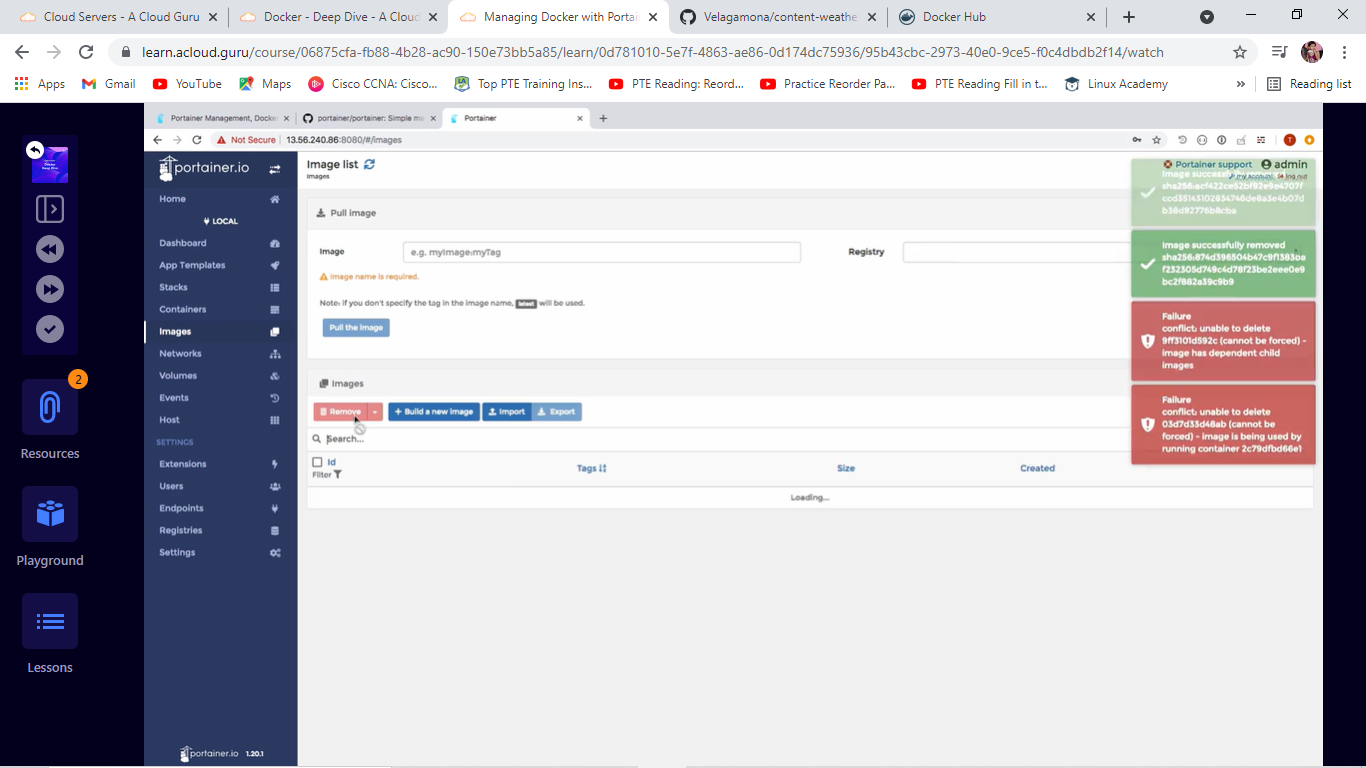 Cloud Servers - A Cloud Guru
Docker - Deep Dive - A Cloud
Managing Docker with Portai
Velagamona/content-weathe
Docker Hub
learn.acloud.guru/course/06875cfa-fb88-4b28-ac90-150e73bb5a85/learn/0d781010-5e7f-4863-ae86-0d174dc75936/95b43cbc-2973-40e0-9ce5-f0c4dbdb2f14/watch
Apps
Gmail
YouTube
Maps
Cisco CCNA: Cisco...
Top PTE Training Ins...
PTE Reading: Reord...
Practice Reorder Pa...
PTE Reading Fill in t...
Linux Academy
»
Reading list
Docker
Deep Dive
2
Resources
Playground
Lessons
Portainer Management, Docke
portainer/portainer: Simple ma
Portainer
Not Secure
13.56.240.86:8080/#/images
T
portainer.io
Home
LOCAL
Dashboard
App Templates
Stacks
Containers
Images
Networks
Volumes
Events
Host
SETTINGS
Extensions
Users
Endpoints
Registries
Settings
portainer.io 1.20.1
Image list
Images
Portainer support
admin
my account
log out
Pull image
Image
e.g. myImage:myTag
Registry
Image name is required.
Note: if you don't specify the tag in the image name, latest will be used.
Pull the image
Images
Remove
+ Build a new image
Import
Export
Search...
Id
Filter
Tags
Size
Created
Loading...
Image successfully removed
Image successfully removed
Failure
conflict: unable to delete
9ff3101d592c (cannot be forced) -
image has dependent child
images
Failure
conflict: unable to delete
03d7d33d48ab (cannot be
forced) - image is being used by
running container 2c79dfbd66e1